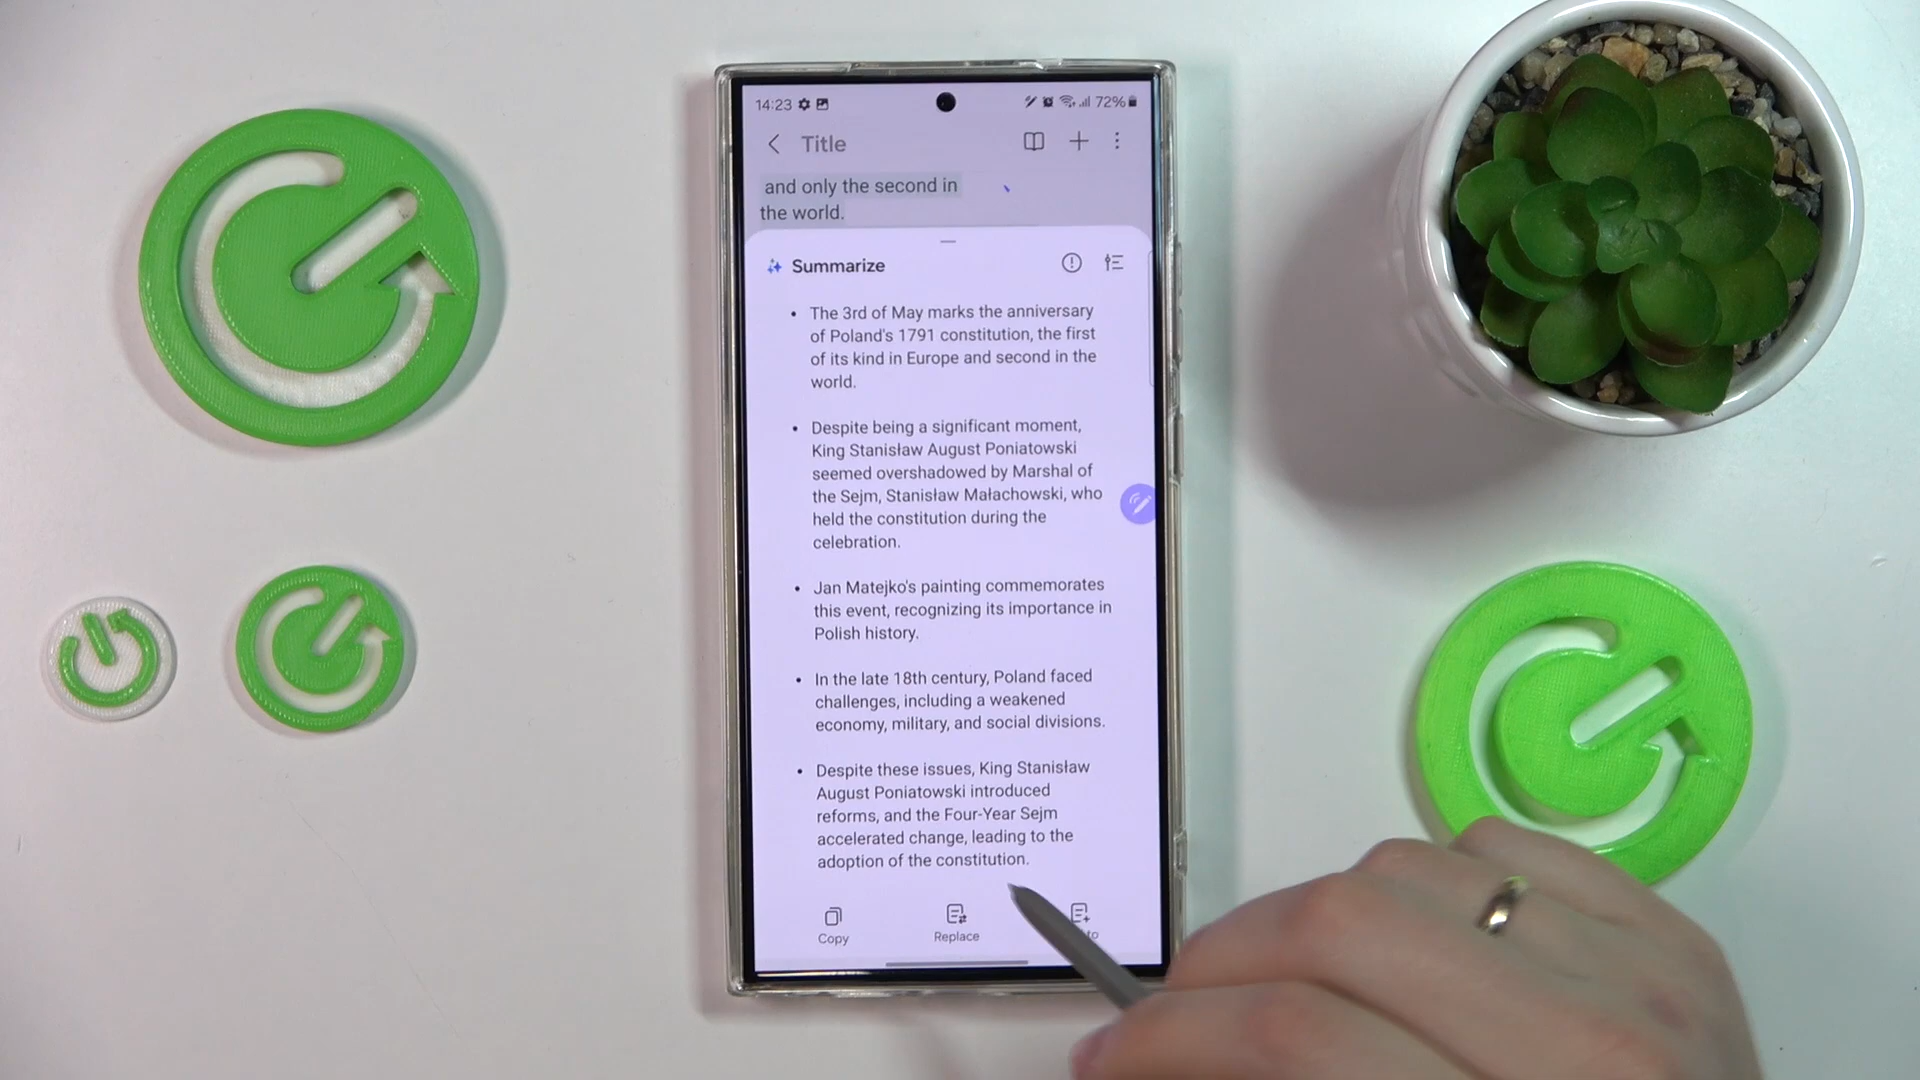 14:23 72%
Title
and only the second in
the world.
Summarize
• The 3rd of May marks the anniversary
of Poland's 1791 constitution, the first
of its kind in Europe and second in the
world.
• Despite being a significant moment,
King Stanisław August Poniatowski
seemed overshadowed by Marshal of
the Sejm, Stanisław Małachowski, who
held the constitution during the
celebration.
• Jan Matejko's painting commemorates
this event, recognizing its importance in
Polish history.
• In the late 18th century, Poland faced
challenges, including a weakened
economy, military, and social divisions.
• Despite these issues, King Stanisław
August Poniatowski introduced
reforms, and the Four-Year Sejm
accelerated change, leading to the
adoption of the constitution.
Copy Replace to